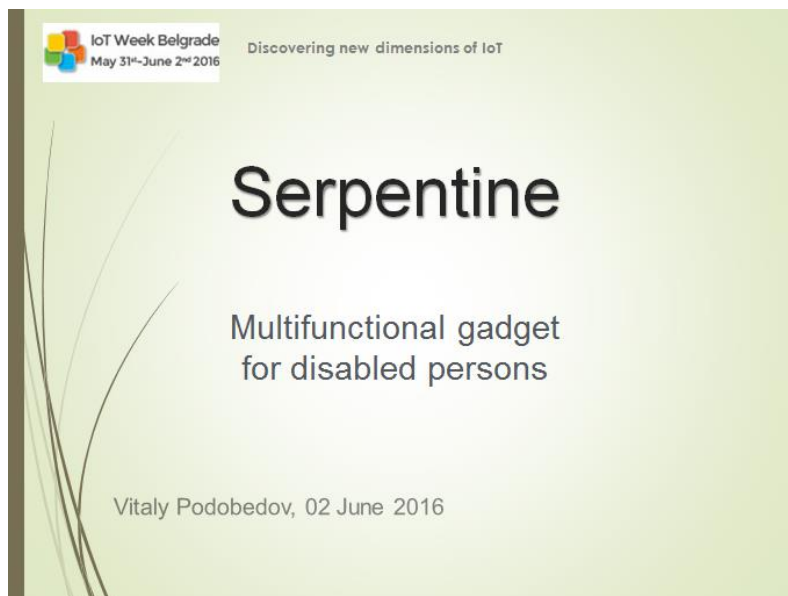 IoT Week Belgrade
May 31st-June 2nd 2016
Discovering new dimensions of IoT
Serpentine
Multifunctional gadget
for disabled persons
Vitaly Podobedov, 02 June 2016